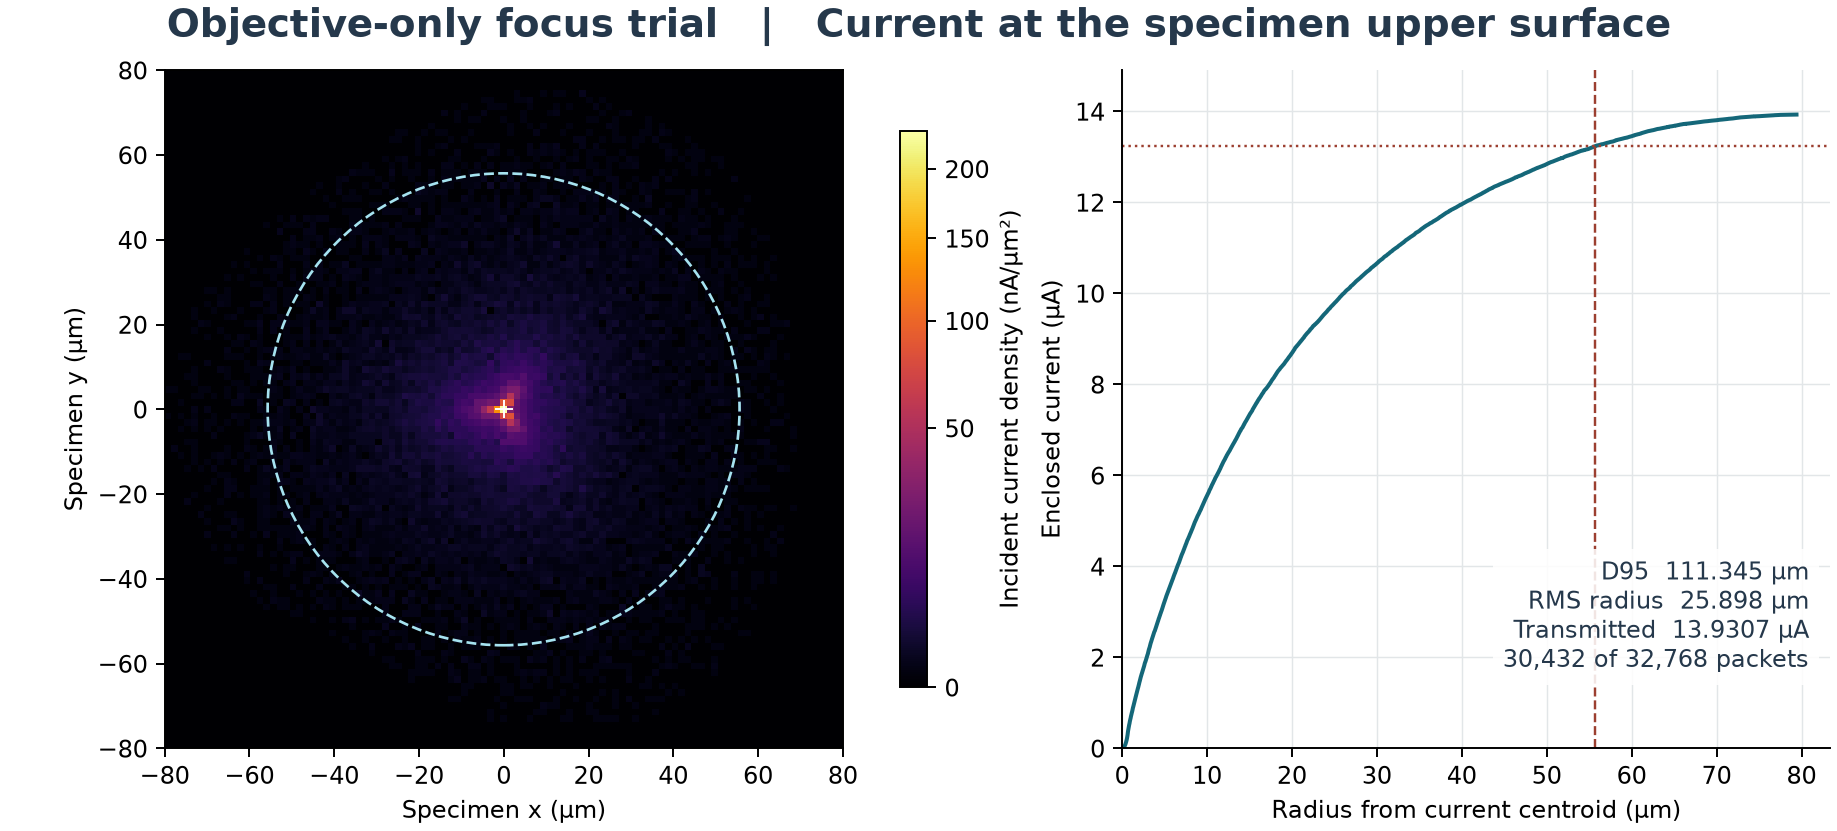 Objective-only focus trial | Current at the specimen upper surface
80
60
40
20
0
−20
−40
−60
−80
−80 −60 −40 −20 0 20 40 60 80
Specimen x (µm)
Specimen y (µm)
200
150
100
50
0
Incident current density (nA/µm²)
Enclosed current (µA)
14
12
10
8
6
4
2
0
D95 111.345 µm
RMS radius 25.898 µm
Transmitted 13.9307 µA
30,432 of 32,768 packets
0 10 20 30 40 50 60 70 80
Radius from current centroid (µm)